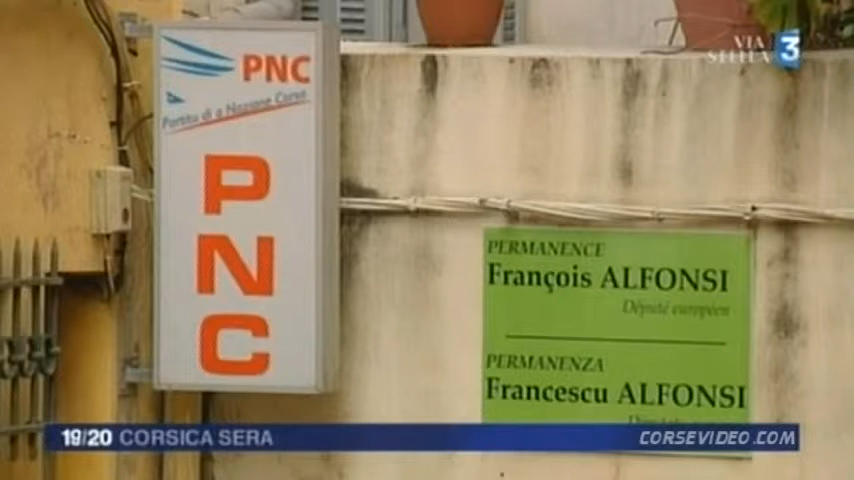 PNC
Partitu di a Nazione Corsa
P
N
C
VIA
STELLA 3
PERMANENCE
François ALFONSI
Député européen
PERMANENZA
Francescu ALFONSI
19/20 CORSICA SERA
CORSEVIDEO.COM